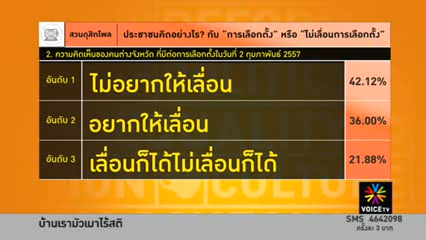 สวนดุสิตโพล
ประชาชนคิดอย่างไร? กับ "การเลือกตั้ง" หรือ "ไม่เลื่อนการเลือกตั้ง"
2. ความคิดเห็นของคนต่างจังหวัด ที่มีต่อการเลือกตั้งในวันที่ 2 กุมภาพันธ์ 2557
อันดับ 1 ไม่อยากให้เลื่อน 42.12%
อันดับ 2 อยากให้เลื่อน 36.00%
อันดับ 3 เลื่อนก็ได้ไม่เลื่อนก็ได้ 21.88%
VOICE TV
บ้านเรามัวเมาไร้สติ
SMS 4642098
ครั้งละ 3 บาท